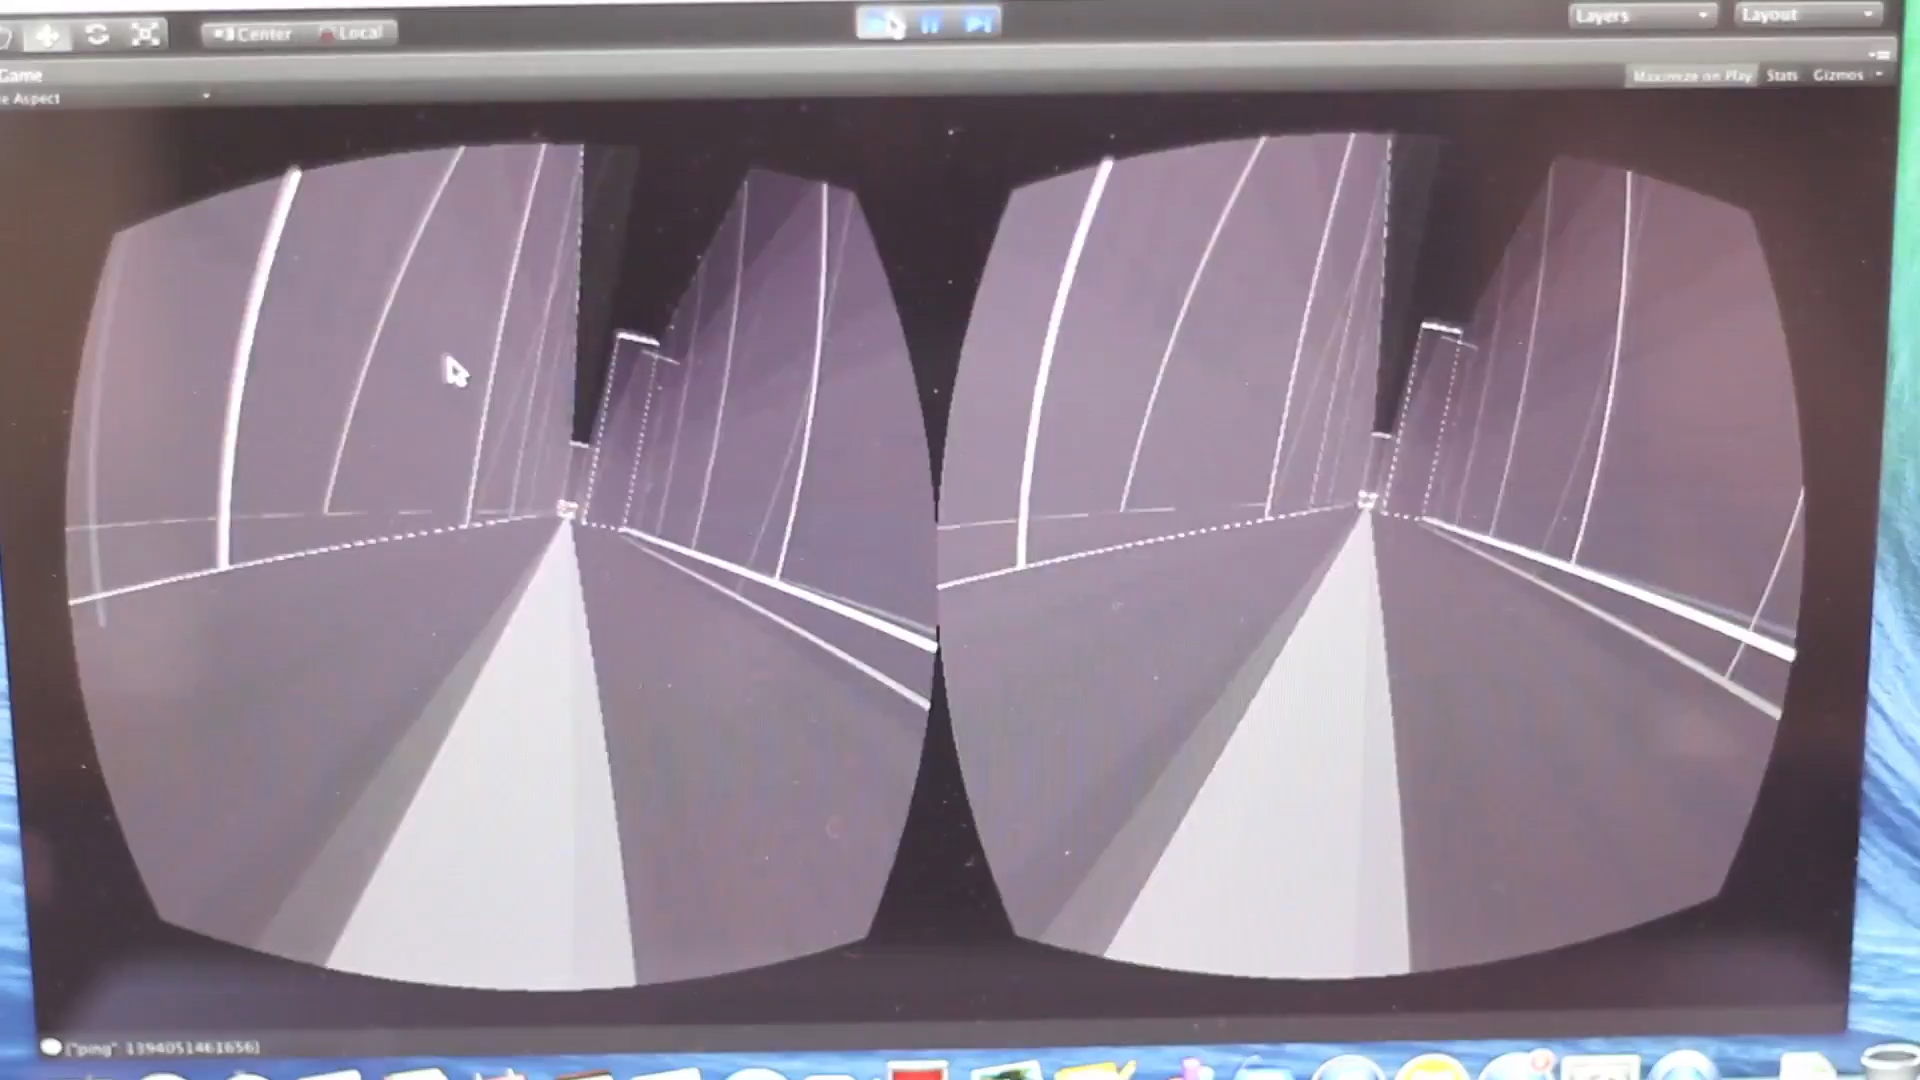 Center Local Layers Layout
Game Maximize on Play Stats Gizmos
e Aspect
{"ping": 1394051461656}